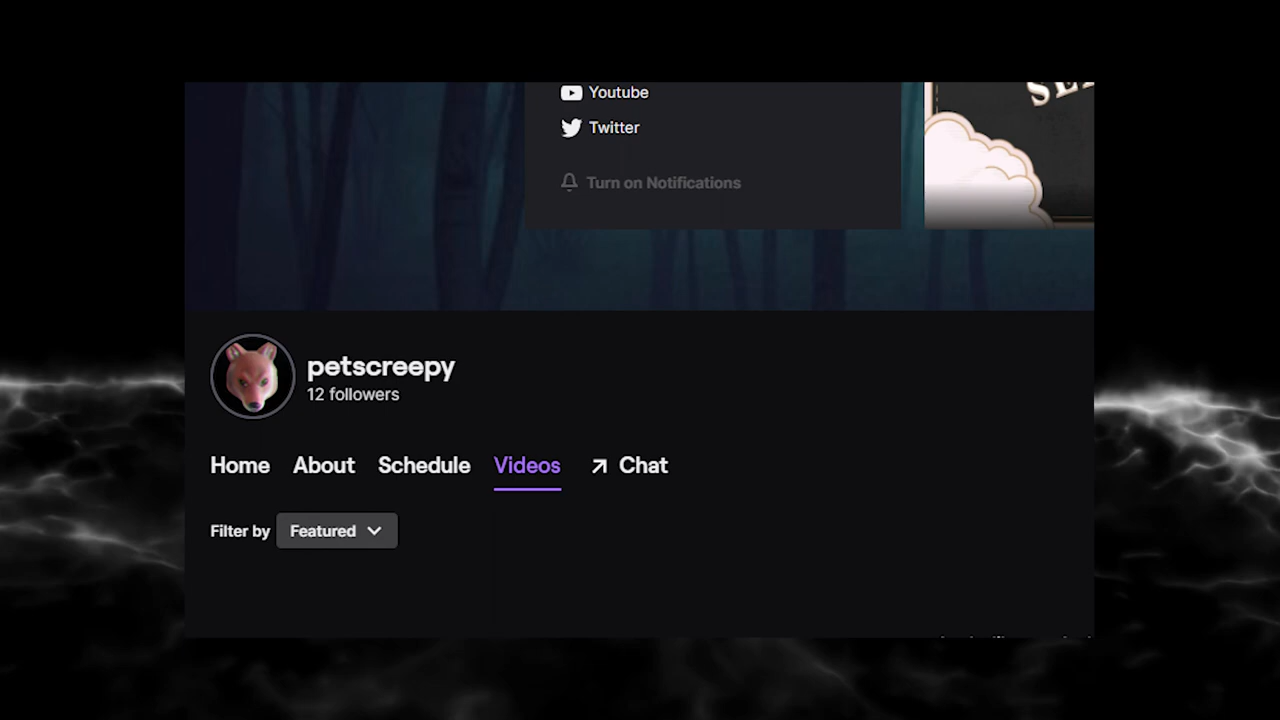 Youtube
Twitter
Turn on Notifications
petscreepy
12 followers
Home About Schedule Videos Chat
Filter by Featured